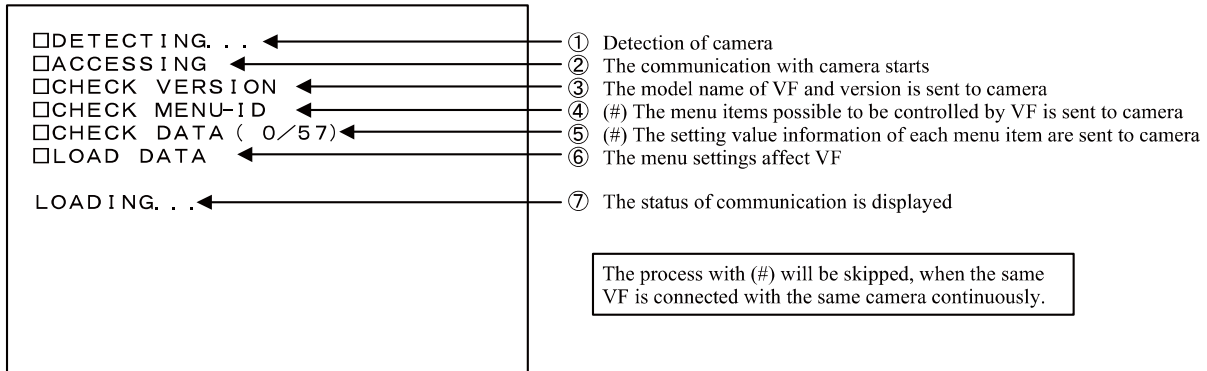 □DETECTING... ① Detection of camera
□ACCESSING ② The communication with camera starts
□CHECK VERSION ③ The model name of VF and version is sent to camera
□CHECK MENU-ID ④ (#) The menu items possible to be controlled by VF is sent to camera
□CHECK DATA( 0/57) ⑤ (#) The setting value information of each menu item are sent to camera
□LOAD DATA ⑥ The menu settings affect VF
LOADING... ⑦ The status of communication is displayed
The process with (#) will be skipped, when the same
VF is connected with the same camera continuously.